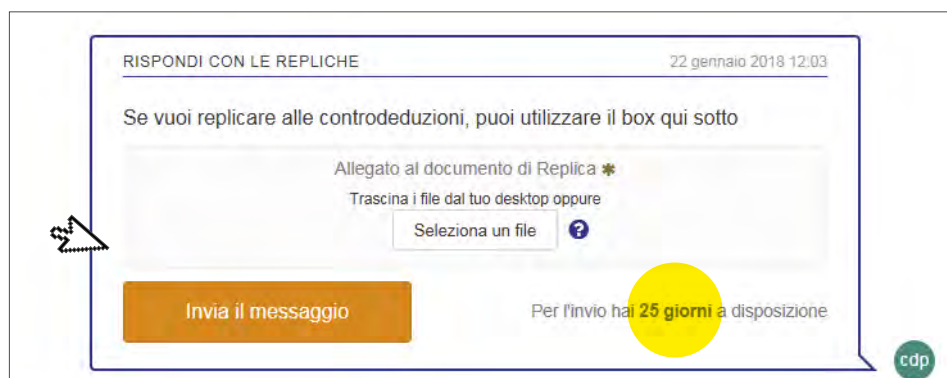 RISPONDI CON LE REPLICHE 22 gennaio 2018 12:03
Se vuoi replicare alle controdeduzioni, puoi utilizzare il box qui sotto
Allegato al documento di Replica *
Trascina i file dal tuo desktop oppure
Seleziona un file ?
Invia il messaggio Per l'invio hai 25 giorni a disposizione
cdp